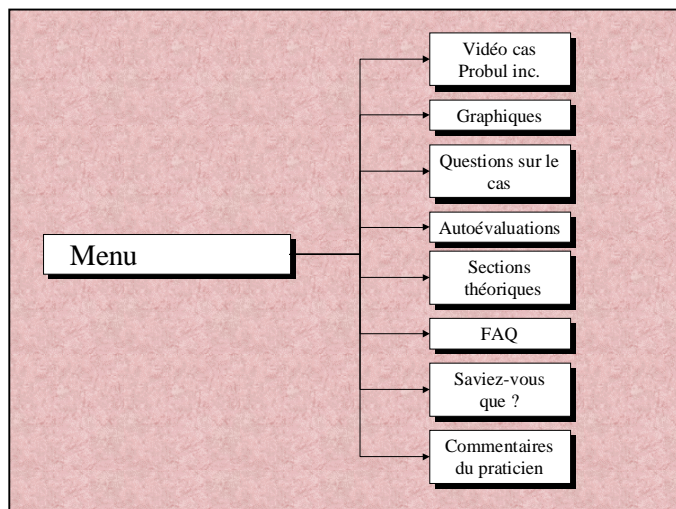 Vidéo cas
Probul inc.
Graphiques
Questions sur le
cas
Autoévaluations
Menu
Sections
théoriques
FAQ
Saviez-vous
que ?
Commentaires
du praticien